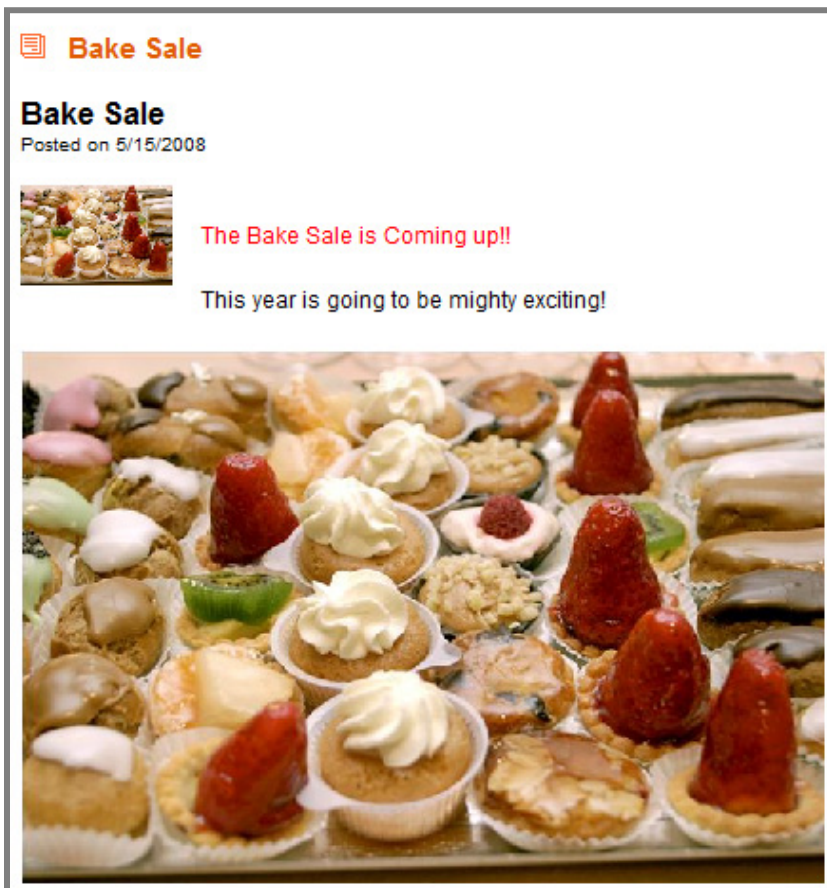 Bake Sale
Bake Sale
Posted on 5/15/2008
The Bake Sale is Coming up!!
This year is going to be mighty exciting!